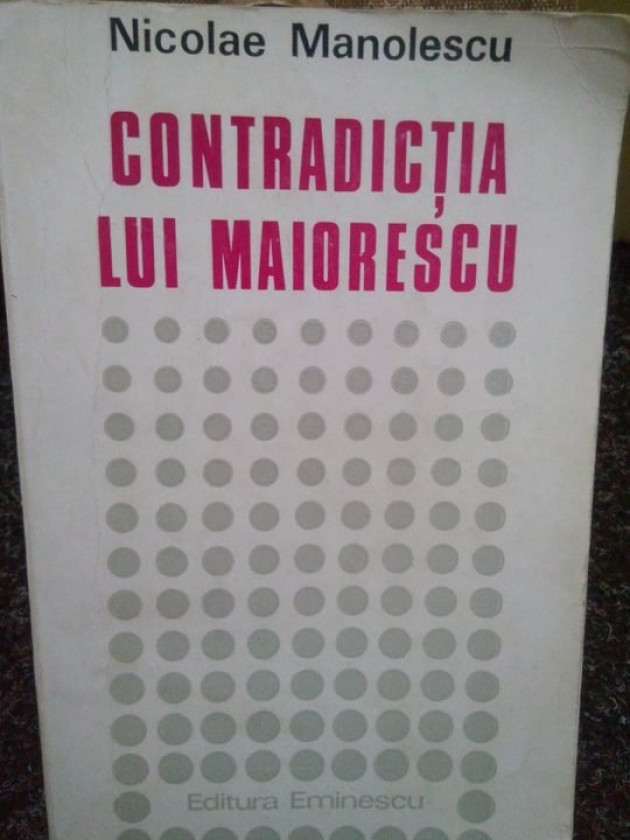 Nicolae Manolescu
CONTRADICȚIA
LUI MAIORESCU
Editura Eminescu